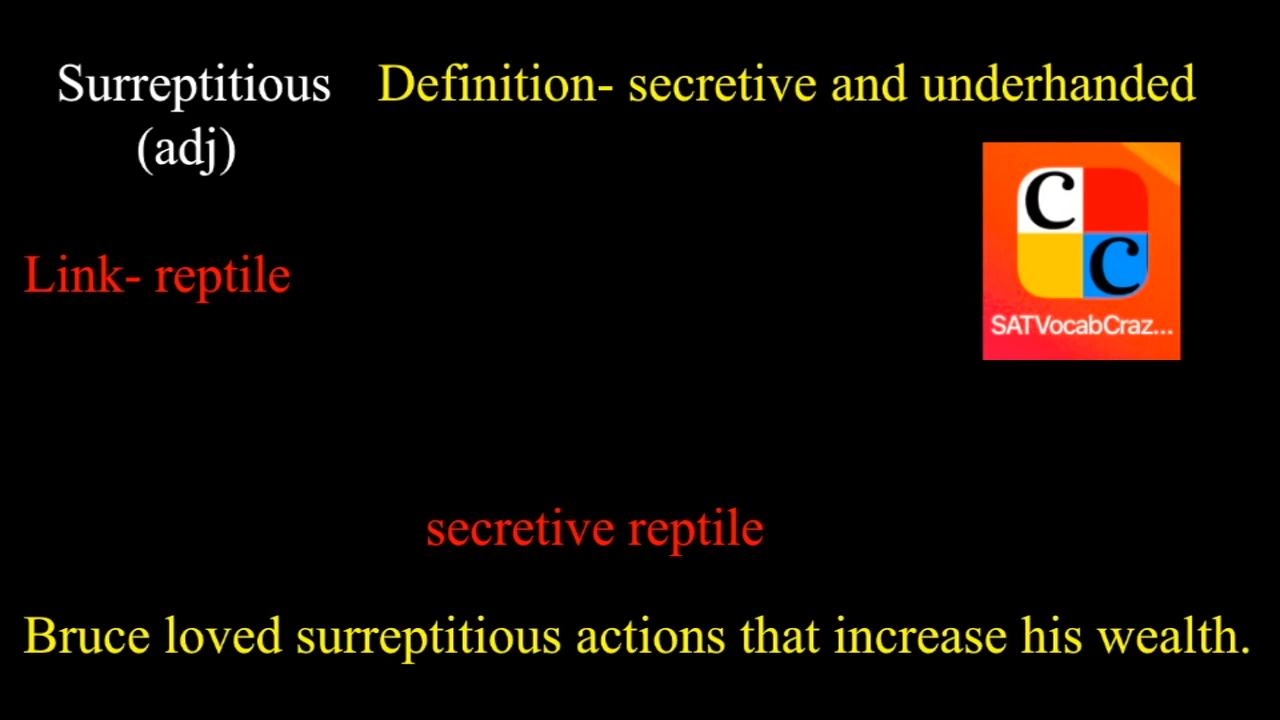 Surreptitious Definition- secretive and underhanded
(adj)
Link- reptile
C
C
SATVocabCraz...
secretive reptile
Bruce loved surreptitious actions that increase his wealth.